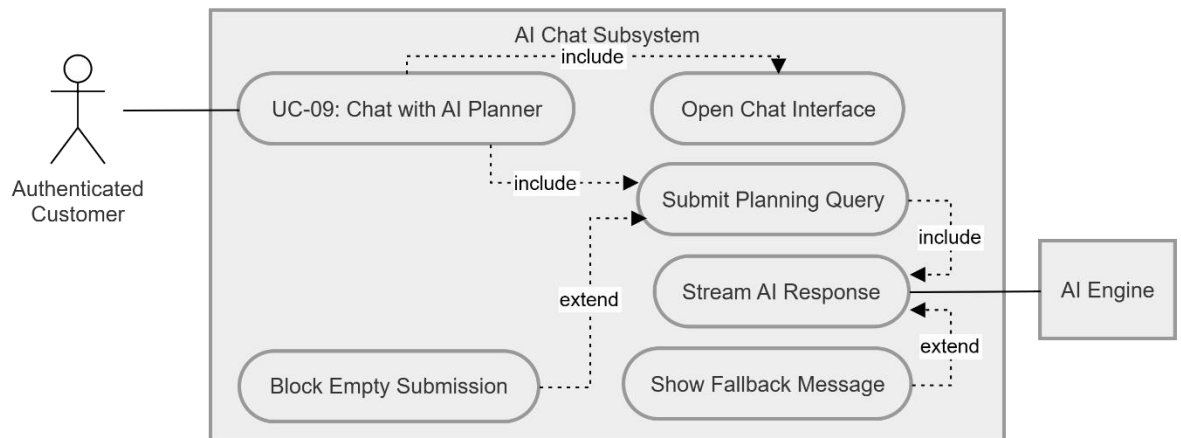 AI Chat Subsystem
include
UC-09: Chat with AI Planner
Open Chat Interface
Authenticated
Customer
include
Submit Planning Query
include
Stream AI Response
AI Engine
extend
extend
Block Empty Submission
Show Fallback Message